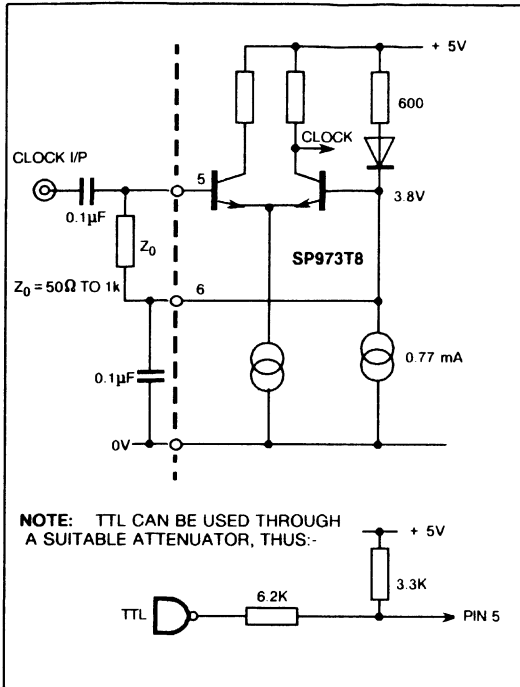 + 5V
600
CLOCK
CLOCK I/P
5
3.8V
0.1μF
Z₀
SP973T8
Z₀ = 50Ω TO 1k
6
0.77 mA
0.1μF
0V
NOTE: TTL CAN BE USED THROUGH
A SUITABLE ATTENUATOR, THUS:-
+ 5V
3.3K
6.2K
TTL
PIN 5